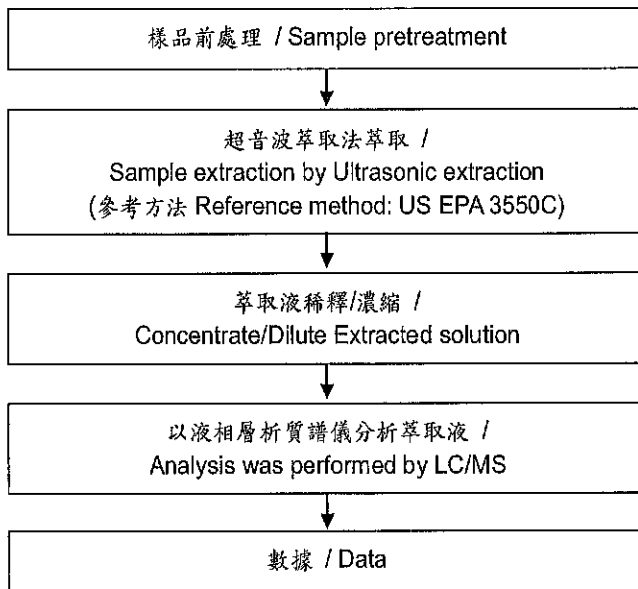 樣品前處理 / Sample pretreatment
超音波萃取法萃取 /
Sample extraction by Ultrasonic extraction
(參考方法 Reference method: US EPA 3550C)
萃取液稀釋/濃縮 /
Concentrate/Dilute Extracted solution
以液相層析質譜儀分析萃取液 /
Analysis was performed by LC/MS
數據 / Data